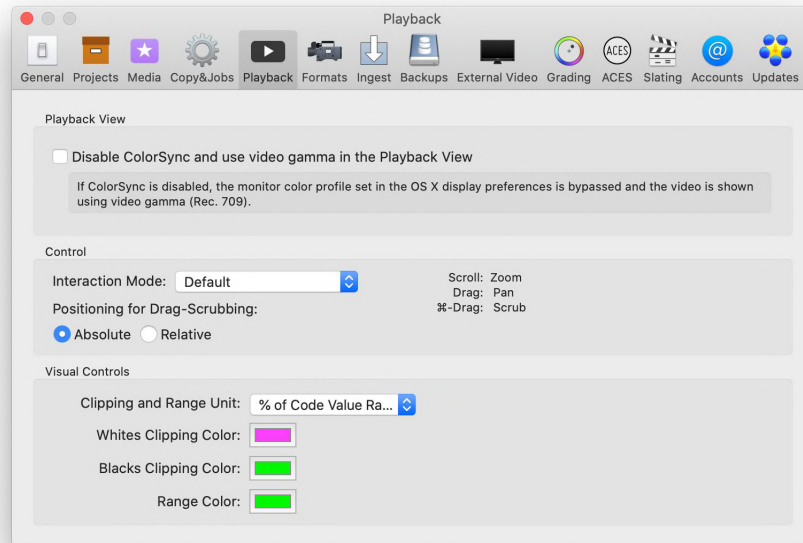 Playback
General Projects Media Copy&Jobs Playback Formats Ingest Backups External Video Grading ACES Slating Accounts Updates
ACES
@
Playback View
Disable ColorSync and use video gamma in the Playback View
If ColorSync is disabled, the monitor color profile set in the OS X display preferences is bypassed and the video is shown
using video gamma (Rec. 709).
Control
Interaction Mode: Default
Scroll: Zoom
Drag: Pan
⌘-Drag: Scrub
Positioning for Drag-Scrubbing:
Absolute Relative
Visual Controls
Clipping and Range Unit: % of Code Value Ra...
Whites Clipping Color:
Blacks Clipping Color:
Range Color: